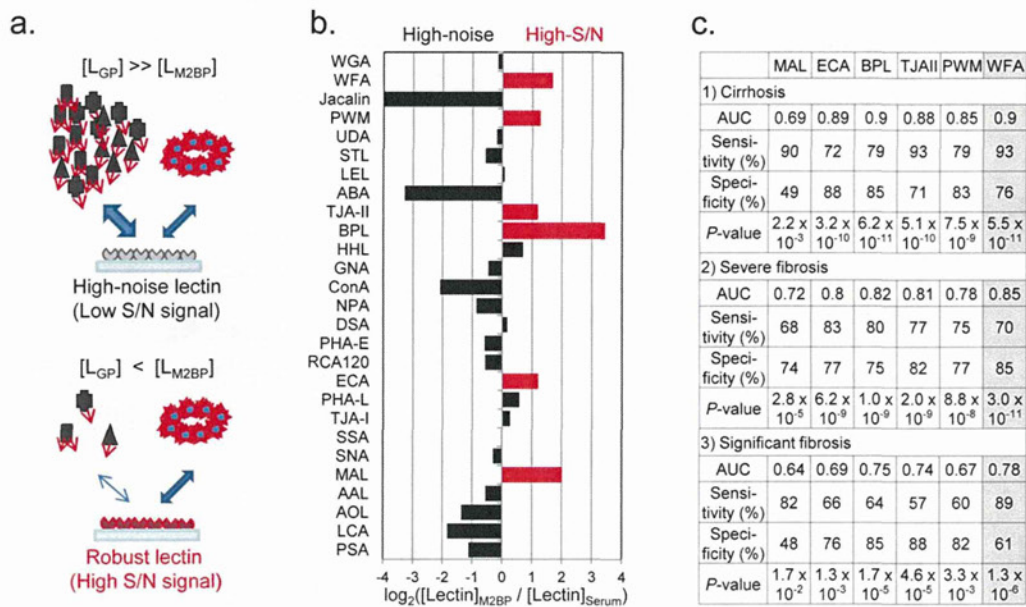 a.
[LGP] >> [LM2BP]
High-noise lectin
(Low S/N signal)
[LGP] < [LM2BP]
Robust lectin
(High S/N signal)
b.
High-noise High-S/N
WGA
WFA
Jacalin
PWM
UDA
STL
LEL
ABA
TJA-II
BPL
HHL
GNA
ConA
NPA
DSA
PHA-E
RCA120
ECA
PHA-L
TJA-I
SSA
SNA
MAL
AAL
AOL
LCA
PSA
-4 -3 -2 -1 0 1 2 3 4
log2([Lectin]M2BP / [Lectin]Serum)
c.
MAL ECA BPL TJAII PWM WFA
1) Cirrhosis
AUC 0.69 0.89 0.9 0.88 0.85 0.9
Sensi-
tivity (%) 90 72 79 93 79 93
Speci-
ficity (%) 49 88 85 71 83 76
P-value 2.2 x 3.2 x 6.2 x 5.1 x 7.5 x 5.5 x
10-3 10-10 10-11 10-10 10-9 10-11
2) Severe fibrosis
AUC 0.72 0.8 0.82 0.81 0.78 0.85
Sensi-
tivity (%) 68 83 80 77 75 70
Speci-
ficity (%) 74 77 75 82 77 85
P-value 2.8 x 6.2 x 1.0 x 2.0 x 8.8 x 3.0 x
10-5 10-9 10-9 10-9 10-8 10-11
3) Significant fibrosis
AUC 0.64 0.69 0.75 0.74 0.67 0.78
Sensi-
tivity (%) 82 66 64 57 60 89
Speci-
ficity (%) 48 76 85 88 82 61
P-value 1.7 x 1.3 x 1.7 x 4.6 x 3.3 x 1.3 x
10-2 10-3 10-5 10-5 10-3 10-6